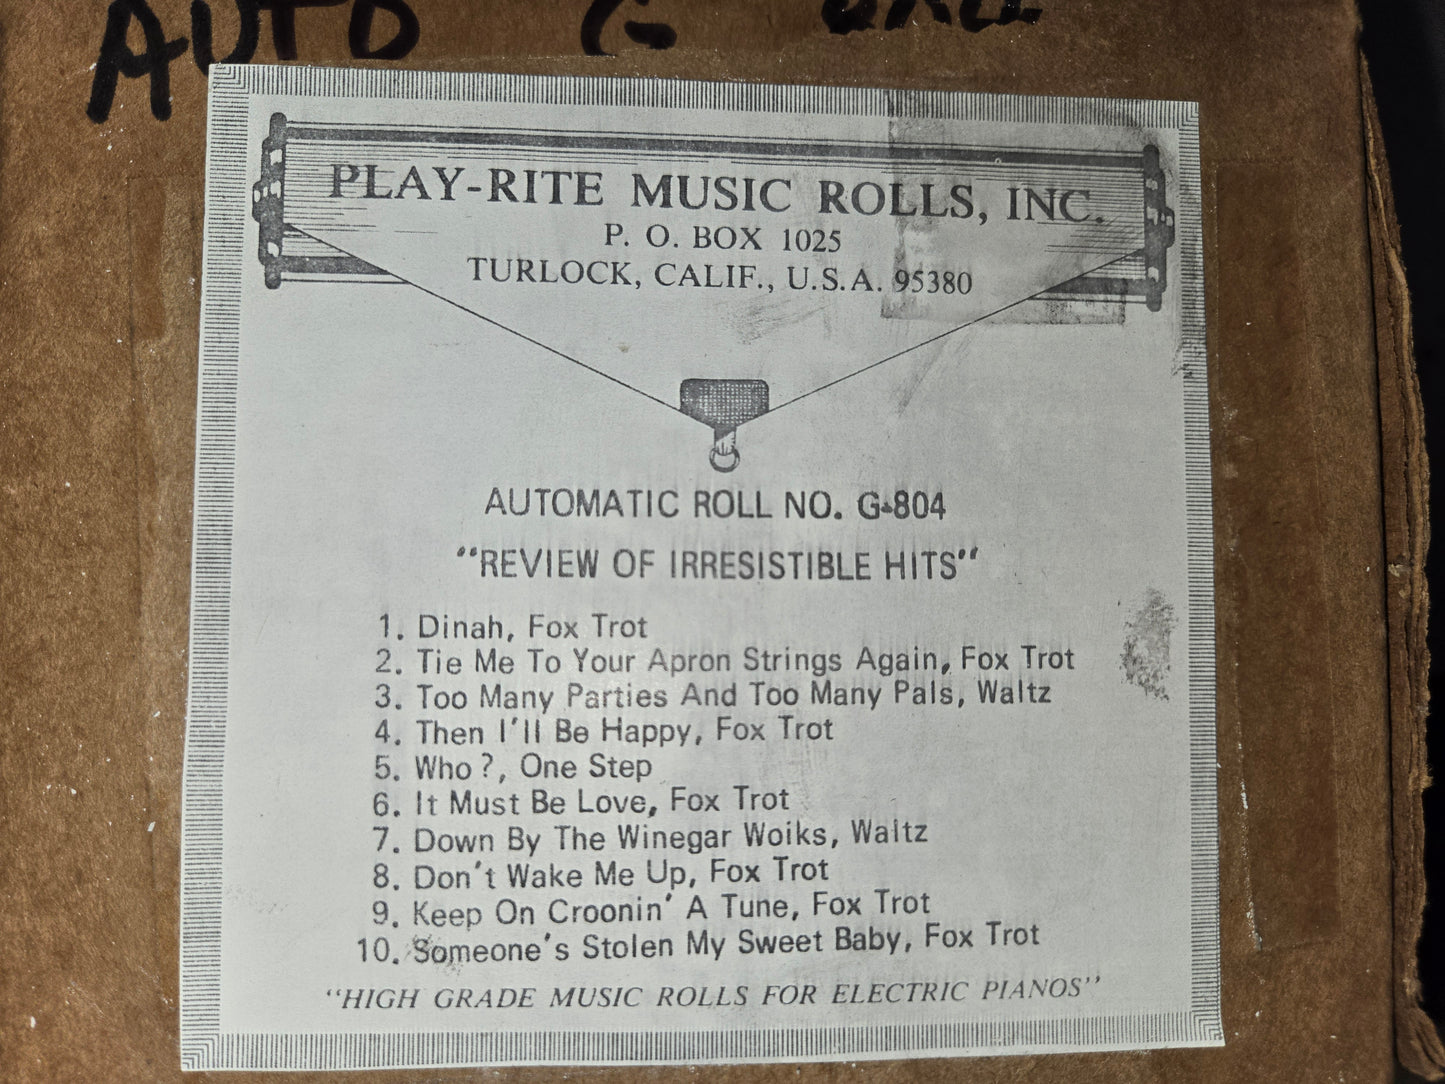 AUTO G
PLAY-RITE MUSIC ROLLS, INC.
P. O. BOX 1025
TURLOCK, CALIF., U.S.A. 95380
AUTOMATIC ROLL NO. G-804
"REVIEW OF IRRESISTIBLE HITS"
1. Dinah, Fox Trot
2. Tie Me To Your Apron Strings Again, Fox Trot
3. Too Many Parties And Too Many Pals, Waltz
4. Then I'll Be Happy, Fox Trot
5. Who?, One Step
6. It Must Be Love, Fox Trot
7. Down By The Winegar Woiks, Waltz
8. Don't Wake Me Up, Fox Trot
9. Keep On Croonin' A Tune, Fox Trot
10. Someone's Stolen My Sweet Baby, Fox Trot
"HIGH GRADE MUSIC ROLLS FOR ELECTRIC PIANOS"